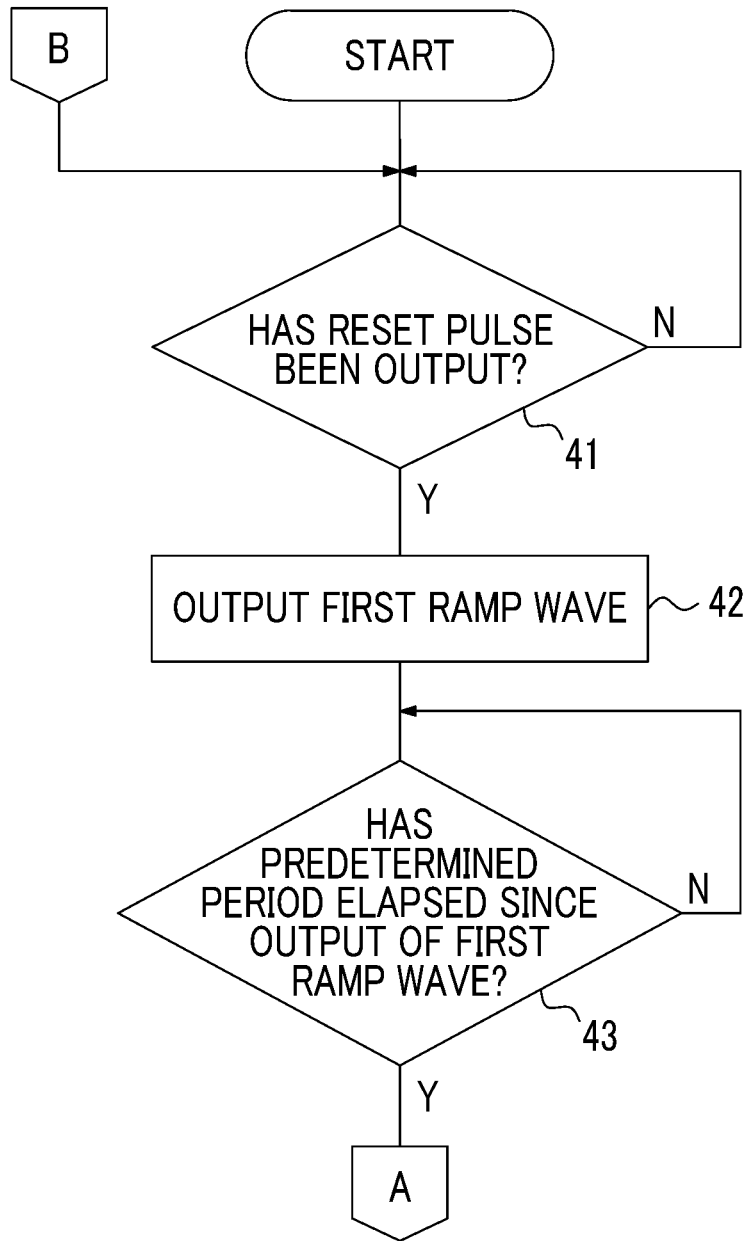 B
START
HAS RESET PULSE
BEEN OUTPUT?
N
41
Y
OUTPUT FIRST RAMP WAVE
42
HAS
PREDETERMINED
PERIOD ELAPSED SINCE
OUTPUT OF FIRST
RAMP WAVE?
N
43
Y
A